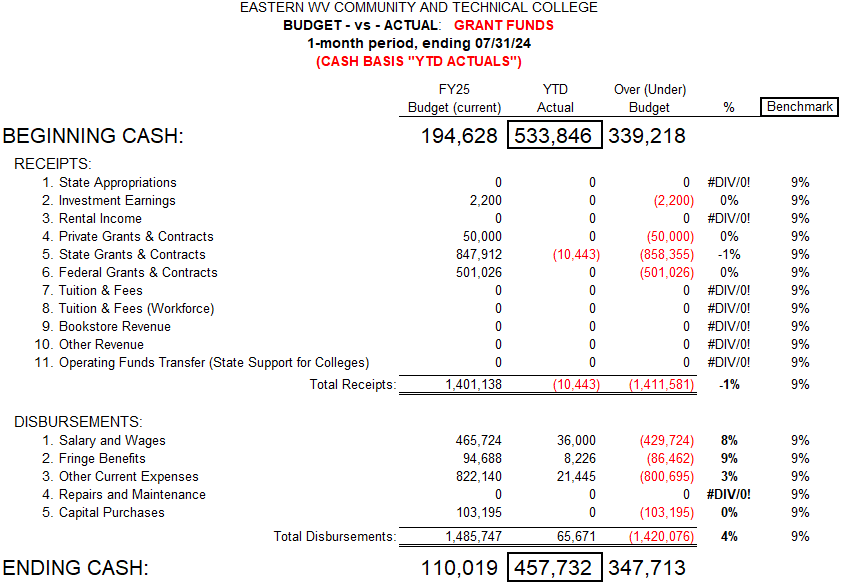 EASTERN WV COMMUNITY AND TECHNICAL COLLEGE
BUDGET - vs - ACTUAL: GRANT FUNDS
1-month period, ending 07/31/24
(CASH BASIS "YTD ACTUALS")
FY25 YTD Over (Under)
Budget (current) Actual Budget % Benchmark
BEGINNING CASH: 194,628 533,846 339,218
RECEIPTS:
1. State Appropriations 0 0 0 #DIV/0! 9%
2. Investment Earnings 2,200 0 (2,200) 0% 9%
3. Rental Income 0 0 0 #DIV/0! 9%
4. Private Grants & Contracts 50,000 0 (50,000) 0% 9%
5. State Grants & Contracts 847,912 (10,443) (858,355) -1% 9%
6. Federal Grants & Contracts 501,026 0 (501,026) 0% 9%
7. Tuition & Fees 0 0 0 #DIV/0! 9%
8. Tuition & Fees (Workforce) 0 0 0 #DIV/0! 9%
9. Bookstore Revenue 0 0 0 #DIV/0! 9%
10. Other Revenue 0 0 0 #DIV/0! 9%
11. Operating Funds Transfer (State Support for Colleges) 0 0 0 #DIV/0! 9%
Total Receipts: 1,401,138 (10,443) (1,411,581) -1% 9%
DISBURSEMENTS:
1. Salary and Wages 465,724 36,000 (429,724) 8% 9%
2. Fringe Benefits 94,688 8,226 (86,462) 9% 9%
3. Other Current Expenses 822,140 21,445 (800,695) 3% 9%
4. Repairs and Maintenance 0 0 0 #DIV/0! 9%
5. Capital Purchases 103,195 0 (103,195) 0% 9%
Total Disbursements: 1,485,747 65,671 (1,420,076) 4% 9%
ENDING CASH: 110,019 457,732 347,713